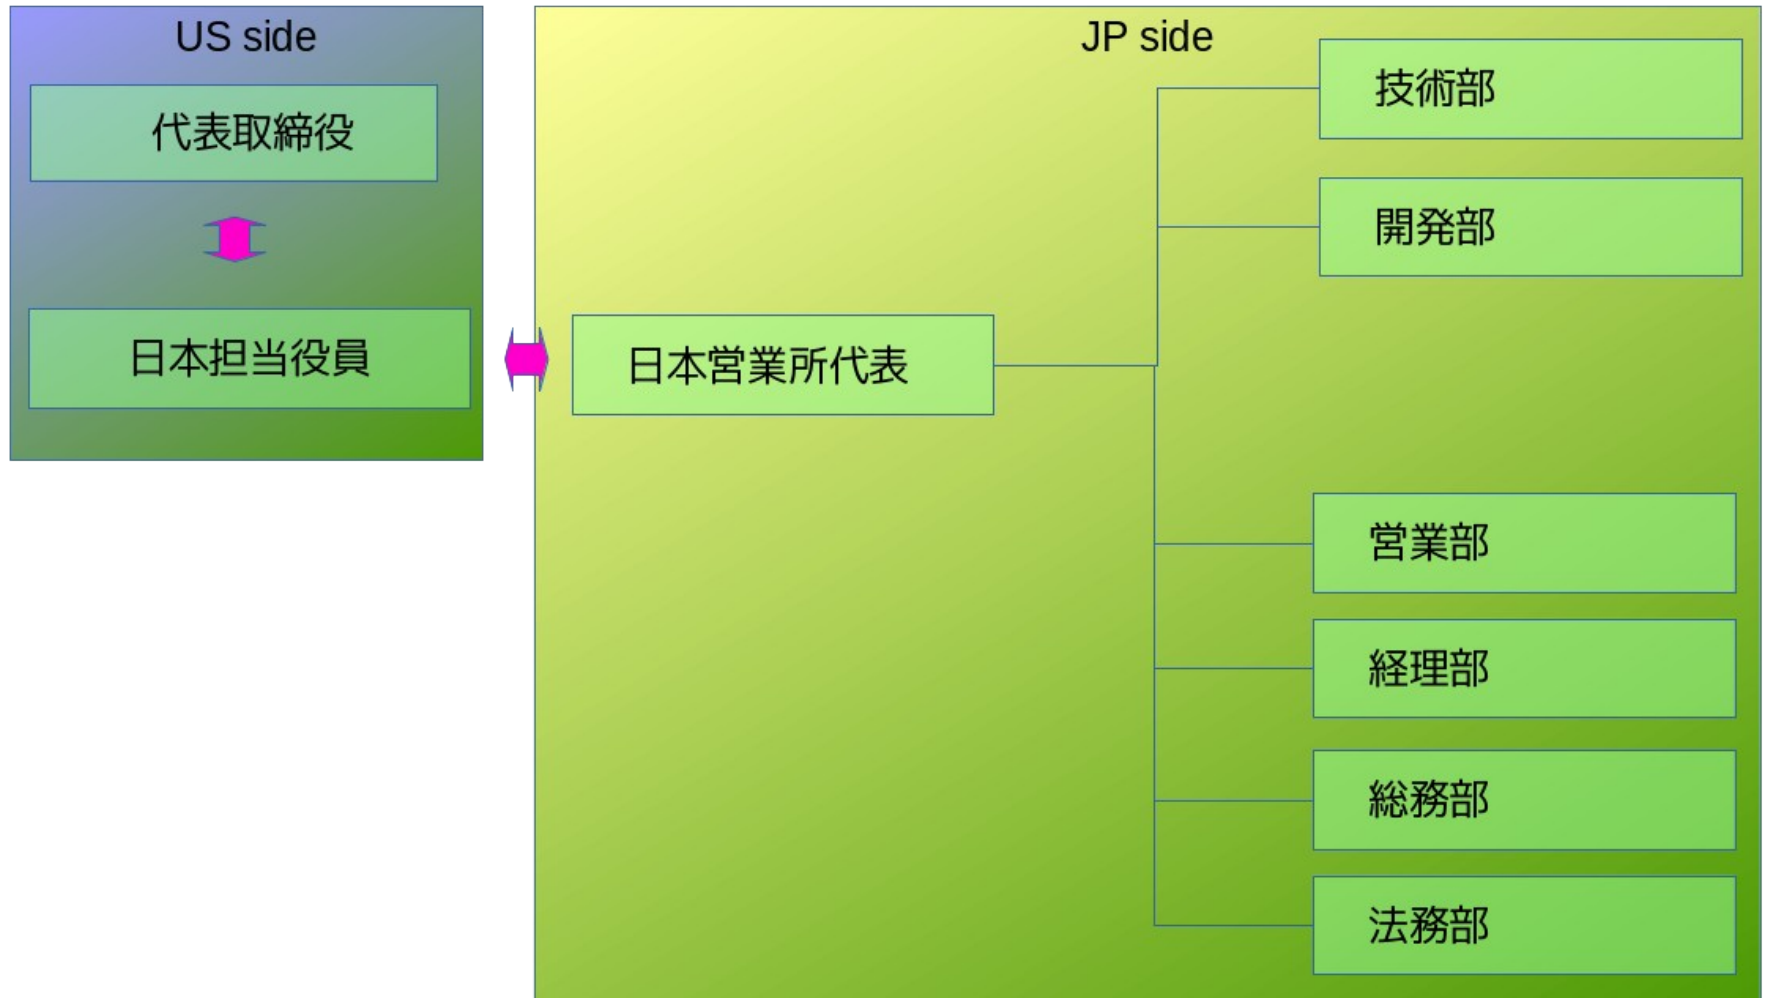 US side
代表取締役
日本担当役員
JP side
日本営業所代表
技術部
開発部
営業部
経理部
総務部
法務部